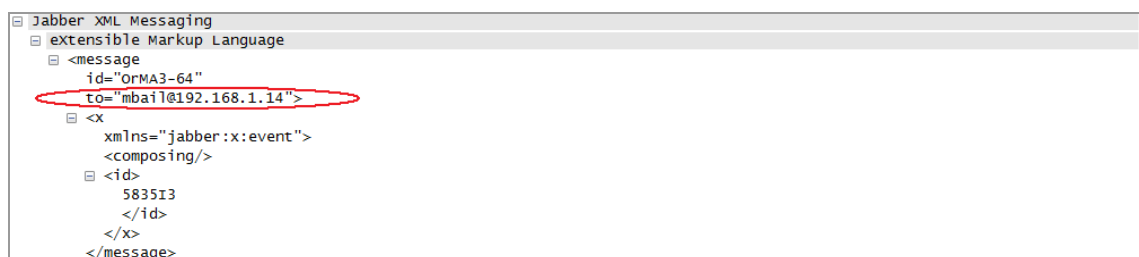 Jabber XML Messaging
eXtensible Markup Language
<message
id="OrMA3-64"
to="mbail@192.168.1.14">
<x
xmlns="jabber:x:event">
<composing/>
<id>
5835I3
</id>
</x>
</message>